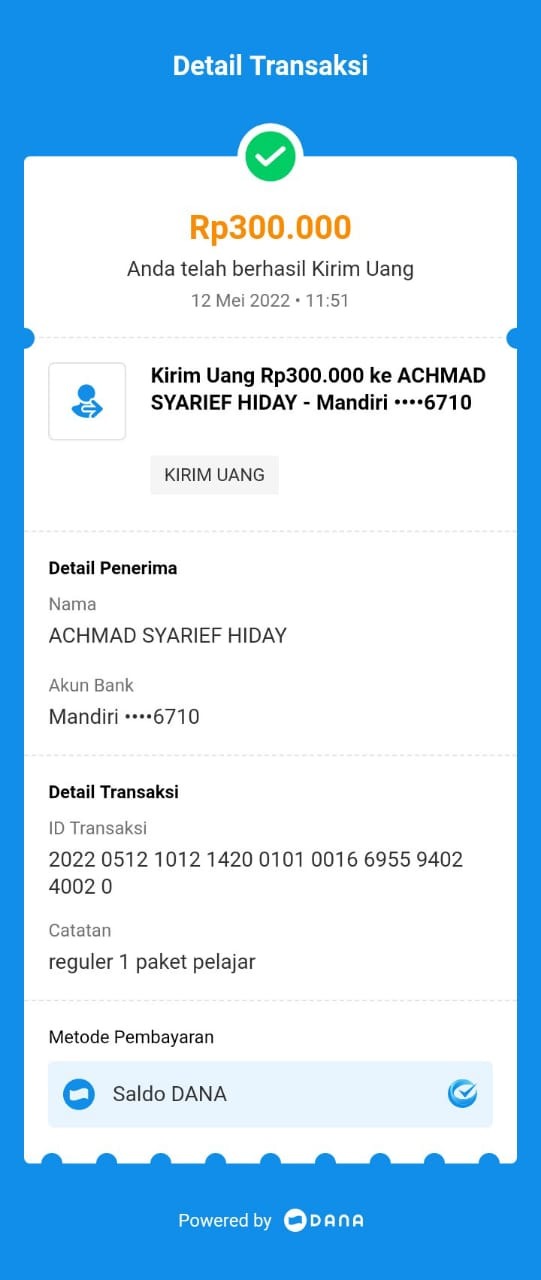 Detail Transaksi
Rp300.000
Anda telah berhasil Kirim Uang
12 Mei 2022 • 11:51
Kirim Uang Rp300.000 ke ACHMAD
SYARIEF HIDAY - Mandiri ••••6710
KIRIM UANG
Detail Penerima
Nama
ACHMAD SYARIEF HIDAY
Akun Bank
Mandiri ••••6710
Detail Transaksi
ID Transaksi
2022 0512 1012 1420 0101 0016 6955 9402
4002 0
Catatan
reguler 1 paket pelajar
Metode Pembayaran
Saldo DANA
Powered by DANA